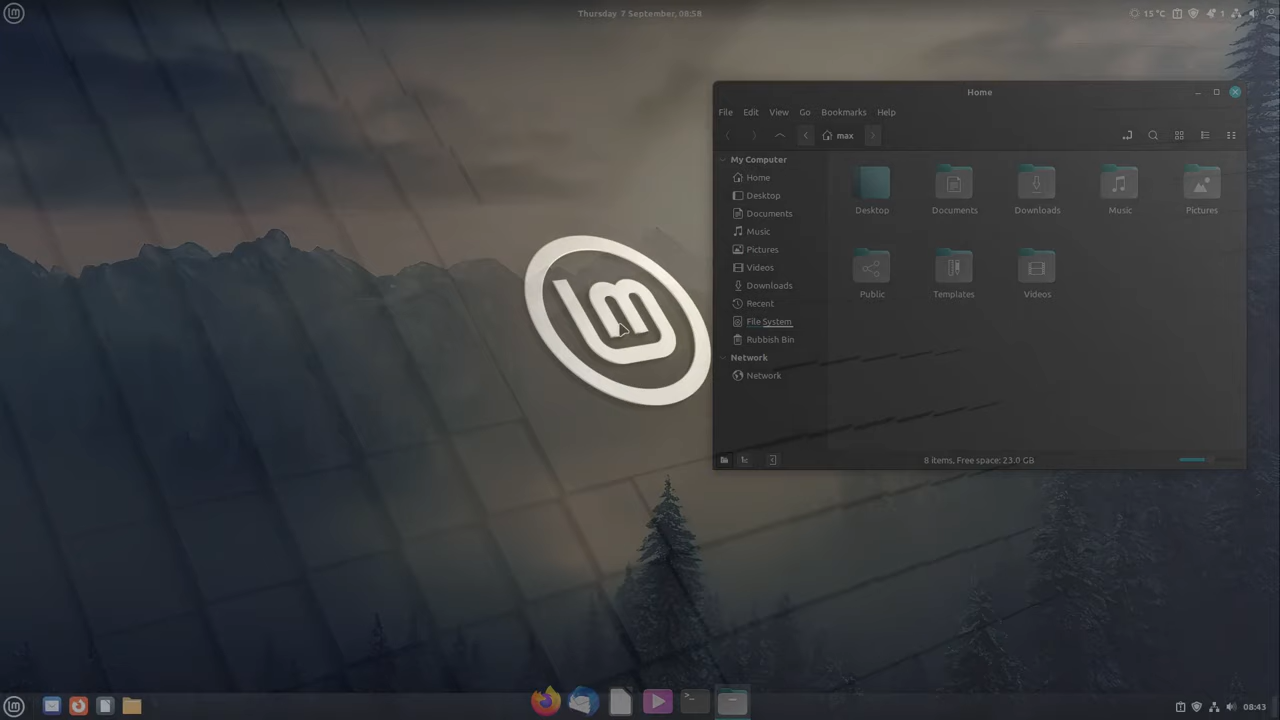 Thursday 7 September, 08:58
15 °C
1
Home
File Edit View Go Bookmarks Help
max
My Computer
Home
Desktop
Documents
Music
Pictures
Videos
Downloads
Recent
File System
Rubbish Bin
Network
Network
Desktop Documents Downloads Music Pictures
Public Templates Videos
8 items, Free space: 23.0 GB
08:43